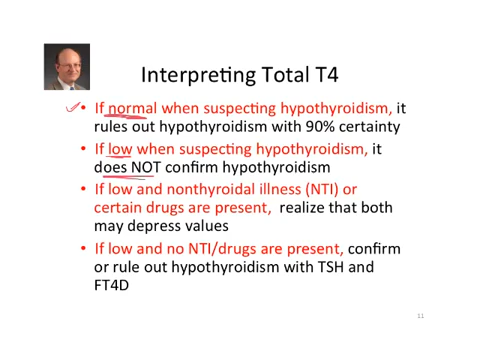 Interpreting Total T4
• If normal when suspecting hypothyroidism, it
rules out hypothyroidism with 90% certainty
• If low when suspecting hypothyroidism, it
does NOT confirm hypothyroidism
• If low and nonthyroidal illness (NTI) or
certain drugs are present, realize that both
may depress values
• If low and no NTI/drugs are present, confirm
or rule out hypothyroidism with TSH and
FT4D
11